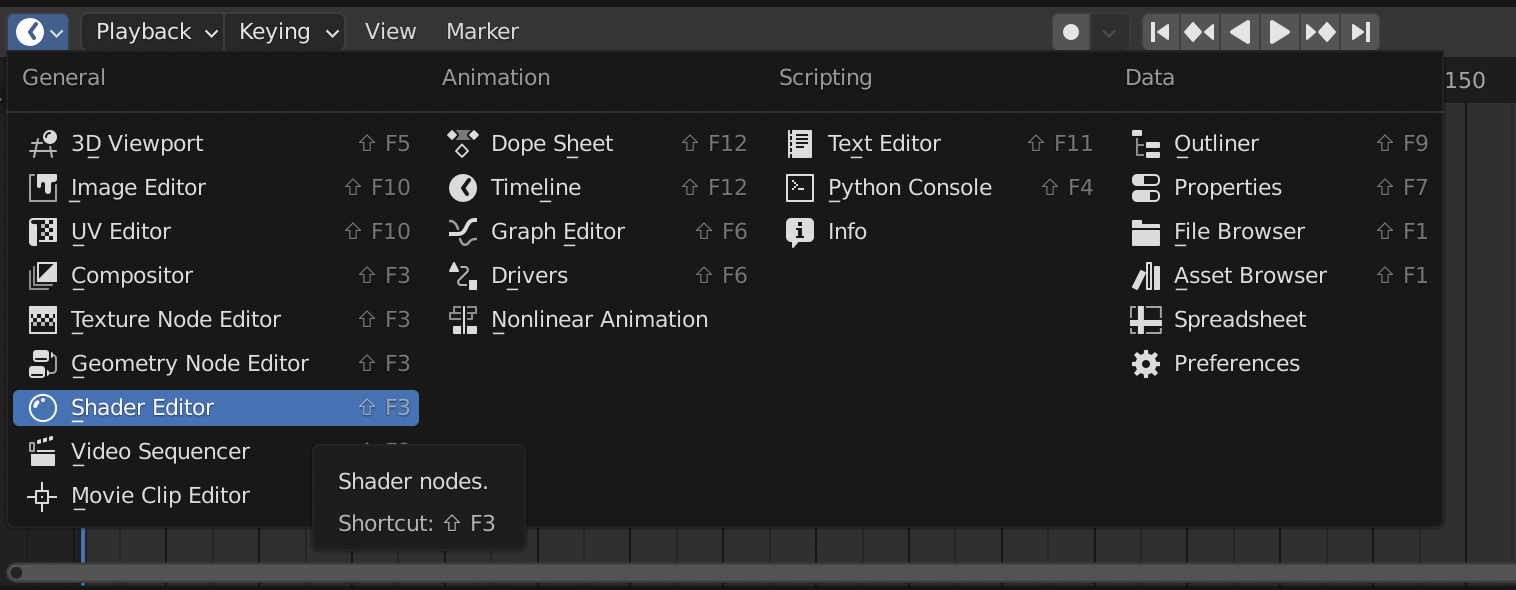 Playback Keying View Marker
General Animation Scripting Data
150
3D Viewport ⇧ F5 Dope Sheet ⇧ F12 Text Editor ⇧ F11 Outliner ⇧ F9
Image Editor ⇧ F10 Timeline ⇧ F12 Python Console ⇧ F4 Properties ⇧ F7
UV Editor ⇧ F10 Graph Editor ⇧ F6 Info File Browser ⇧ F1
Compositor ⇧ F3 Drivers ⇧ F6 Asset Browser ⇧ F1
Texture Node Editor ⇧ F3 Nonlinear Animation Spreadsheet
Geometry Node Editor ⇧ F3 Preferences
Shader Editor ⇧ F3
Video Sequencer
Movie Clip Editor
Shader nodes.
Shortcut: ⇧ F3